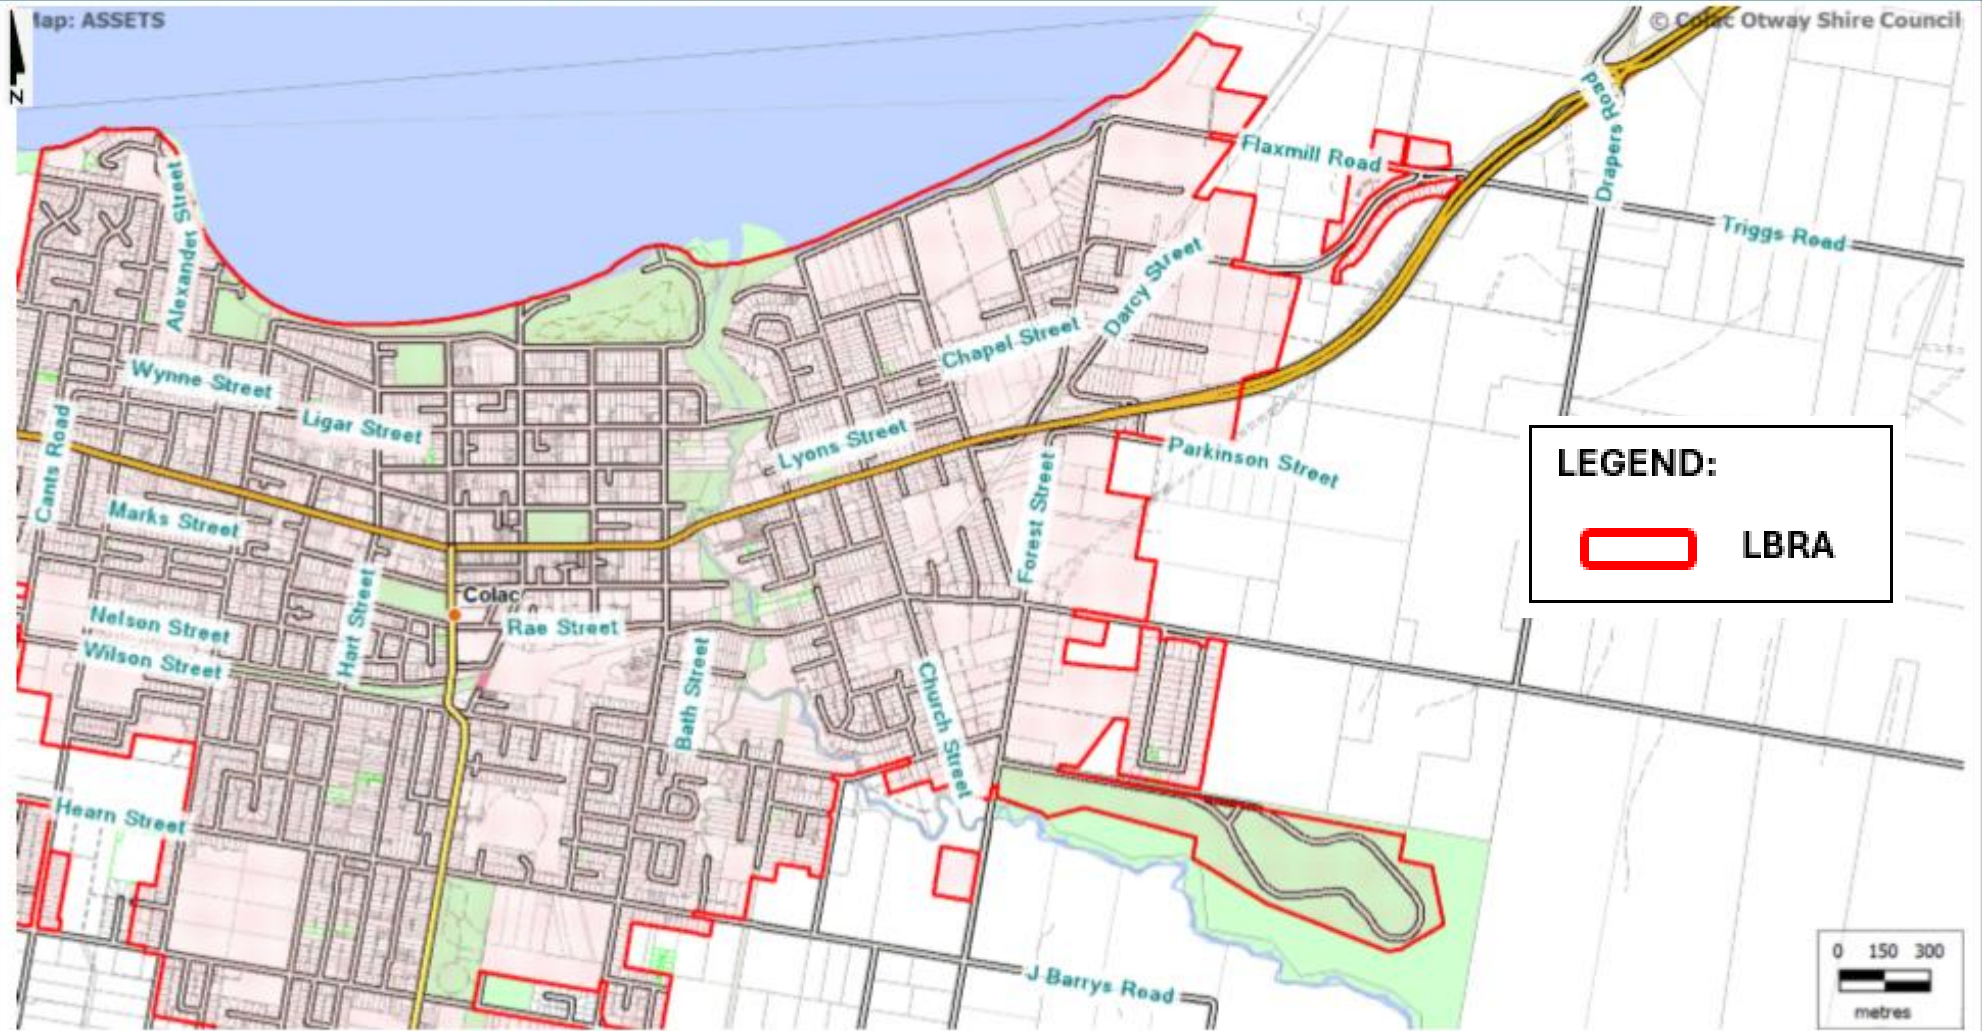 Map: ASSETS
© Colac Otway Shire Council
N
Drapers Road
Flaxmill Road
Alexander Street
Triggs Road
Darcy Street
Chapel Street
Wynne Street
Ligar Street
Lyons Street
Parkinson Street
Cants Road
Marks Street
Forest Street
LEGEND:
LBRA
Colac
Hart Street
Nelson Street
Rae Street
Wilson Street
Bath Street
Church Street
Hearn Street
J Barrys Road
0 150 300
metres